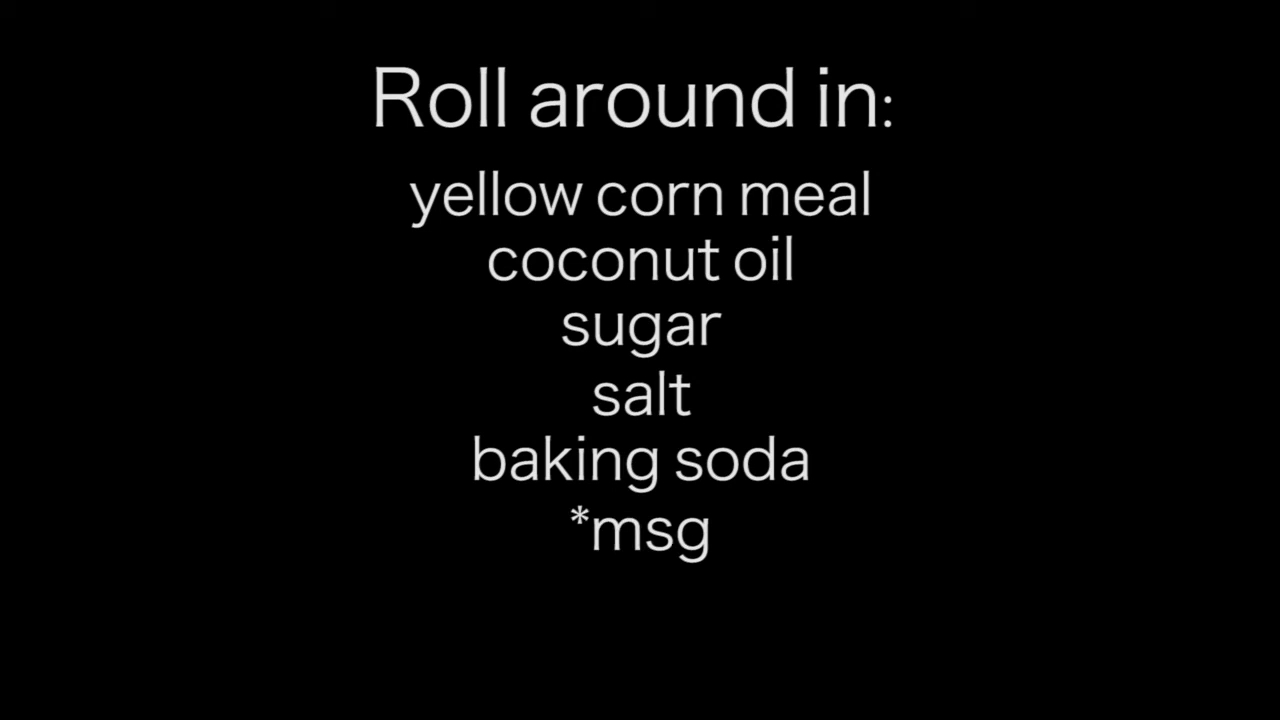 Roll around in:
yellow corn meal
coconut oil
sugar
salt
baking soda
*msg